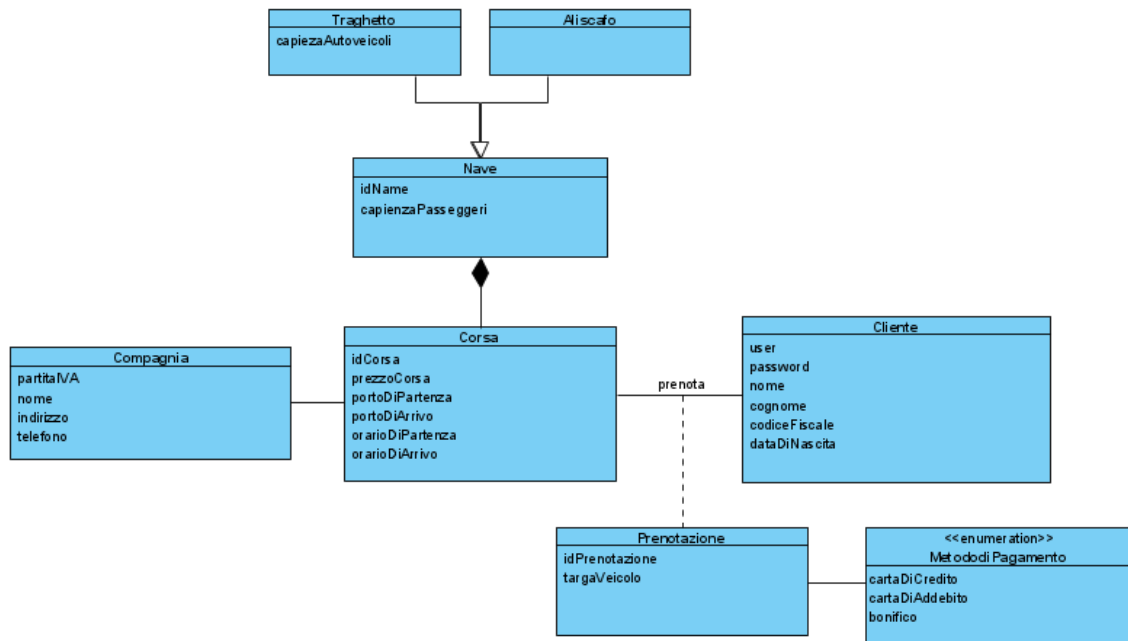 Traghetto
capiezaAutoveicoli
Aliscafo
Nave
idName
capienzaPasseggeri
Compagnia
partitaIVA
nome
indirizzo
telefono
Corsa
idCorsa
prezzoCorsa
portoDiPartenza
portoDiArrivo
orarioDiPartenza
orarioDiArrivo
prenota
Cliente
user
password
nome
cognome
codiceFiscale
dataDiNascita
Prenotazione
idPrenotazione
targaVeicolo
<<enumeration>>
MetododiPagamento
cartaDiCredito
cartaDiAddebito
bonifico